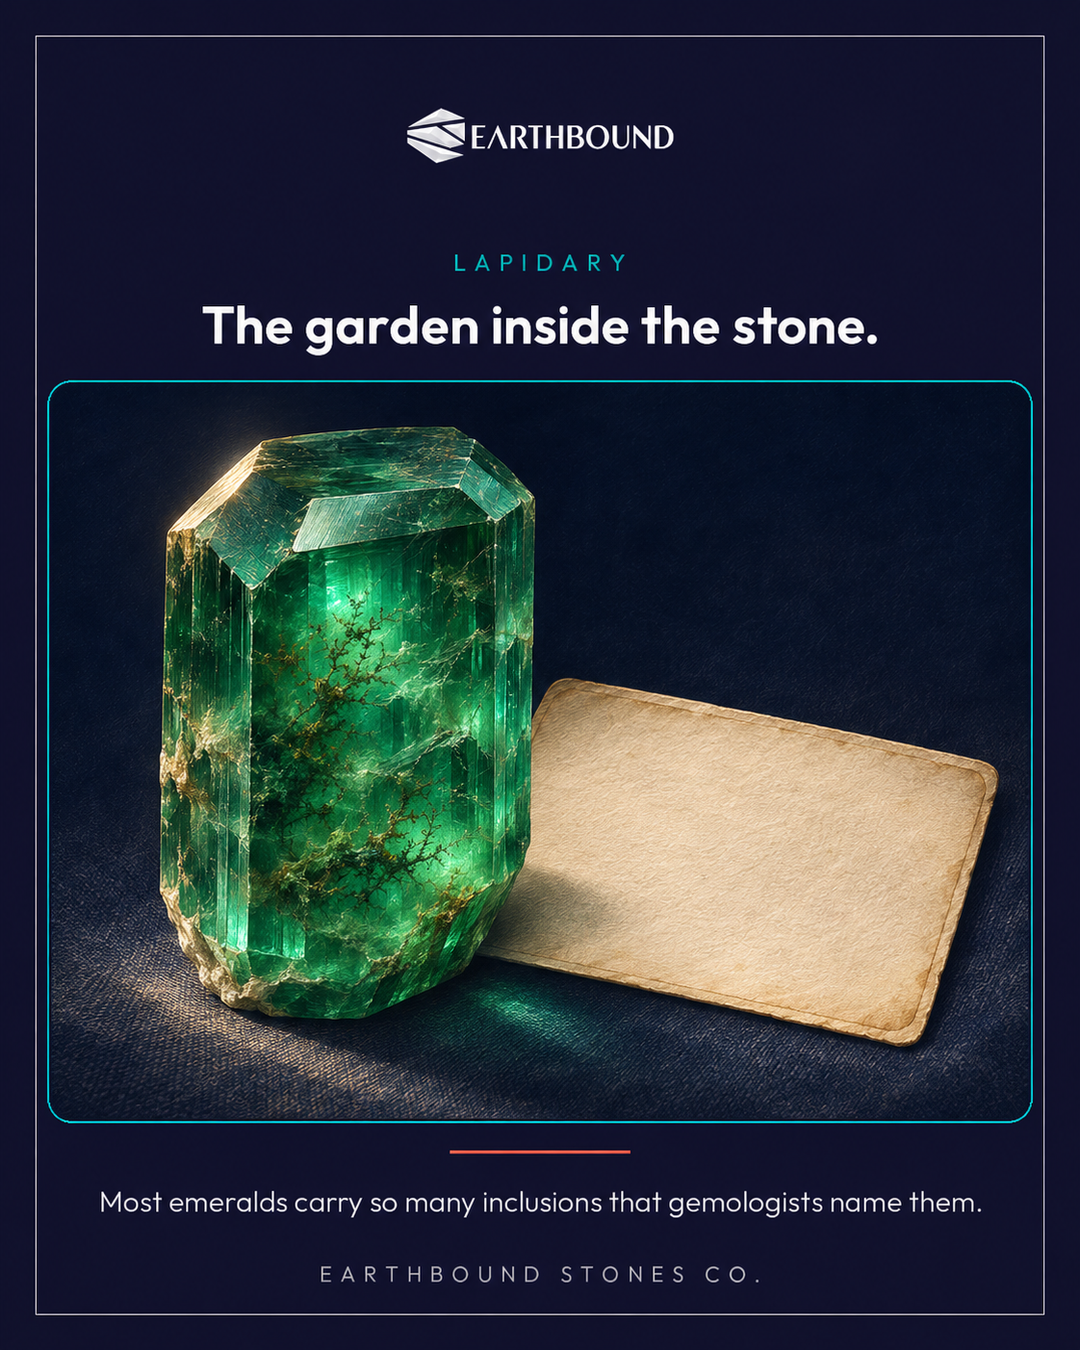 EARTHBOUND
LAPIDARY
The garden inside the stone.
Most emeralds carry so many inclusions that gemologists name them.
EARTHBOUND STONES CO.